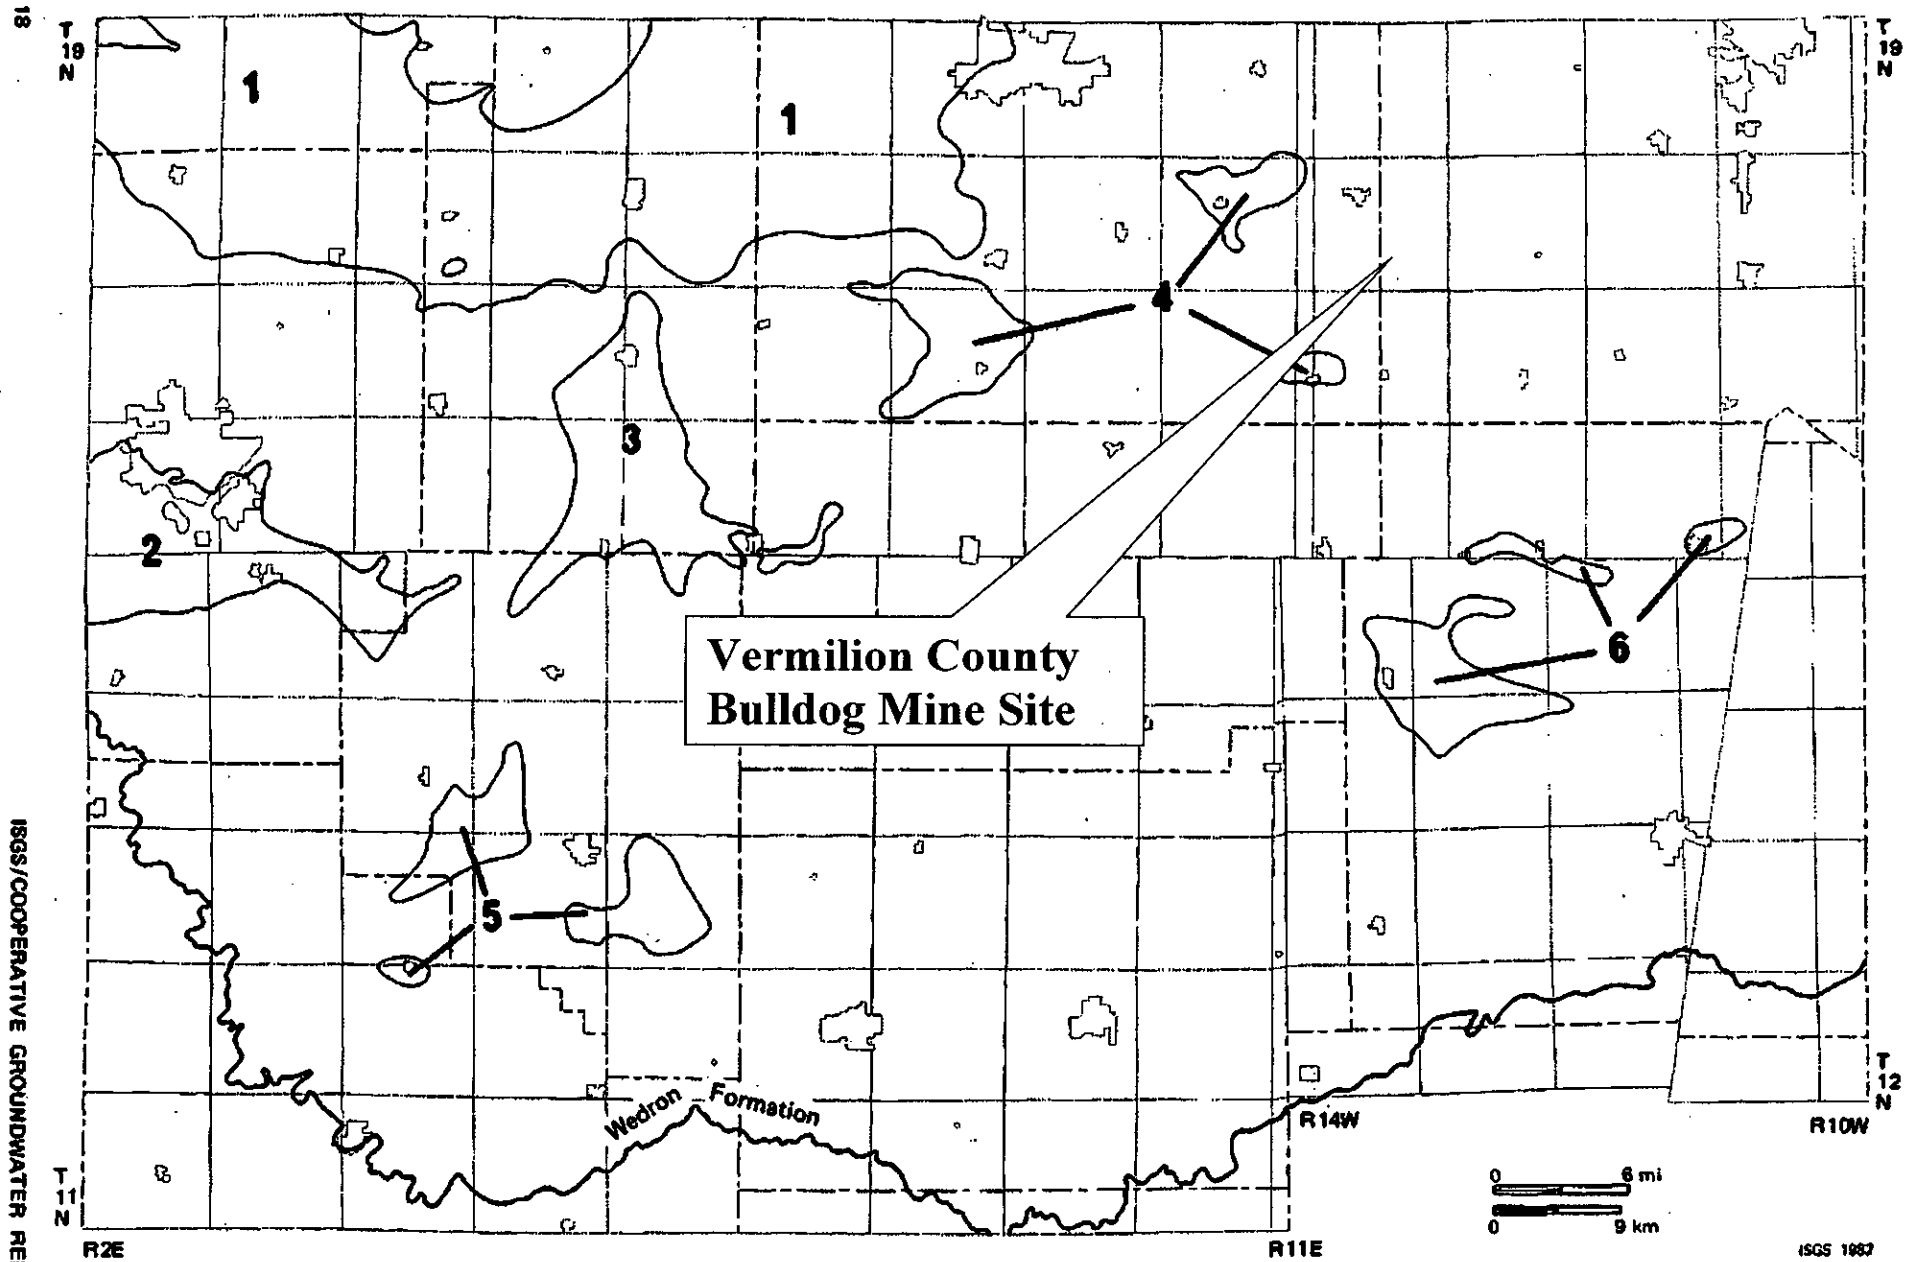 18
T
19
N
T
19
N
1
1
4
3
2
Vermilion County
Bulldog Mine Site
6
5
Wedron Formation
T
12
N
R14W
R10W
T
11
N
0 6 mi
0 9 km
R2E
R11E
ISGS 1982
ISGS/COOPERATIVE GROUNDWATER RE